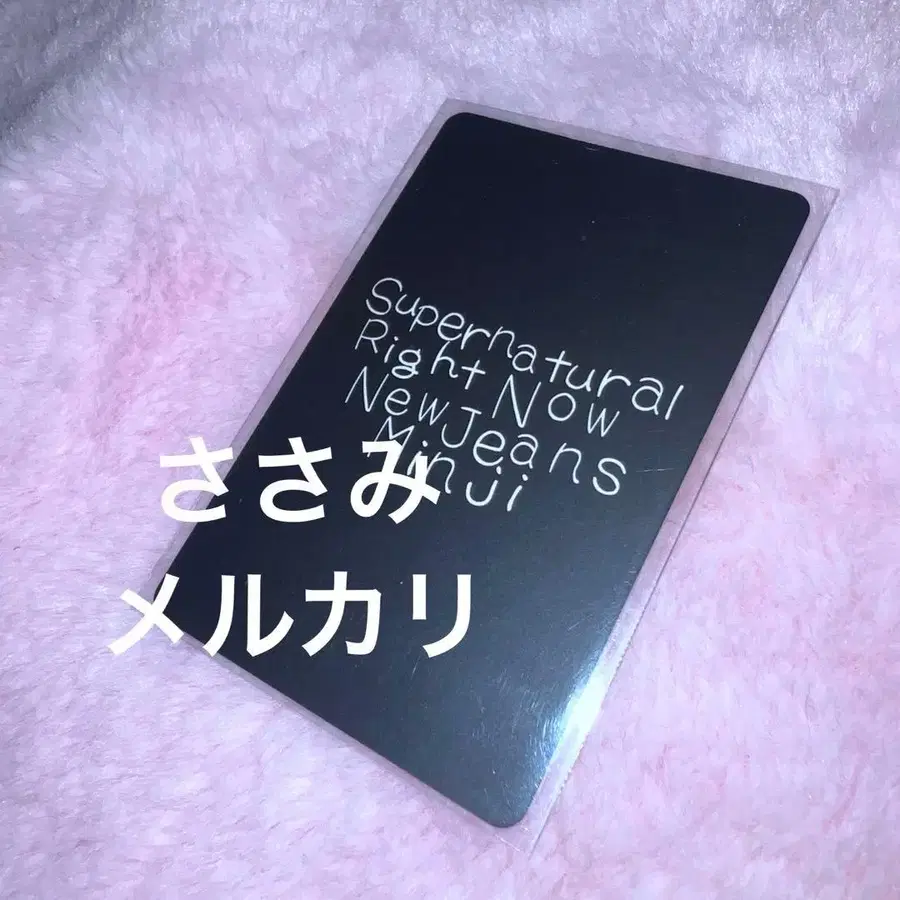 Supernatural
Right Now
NewJeans
Minji
ささみ
メルカリ